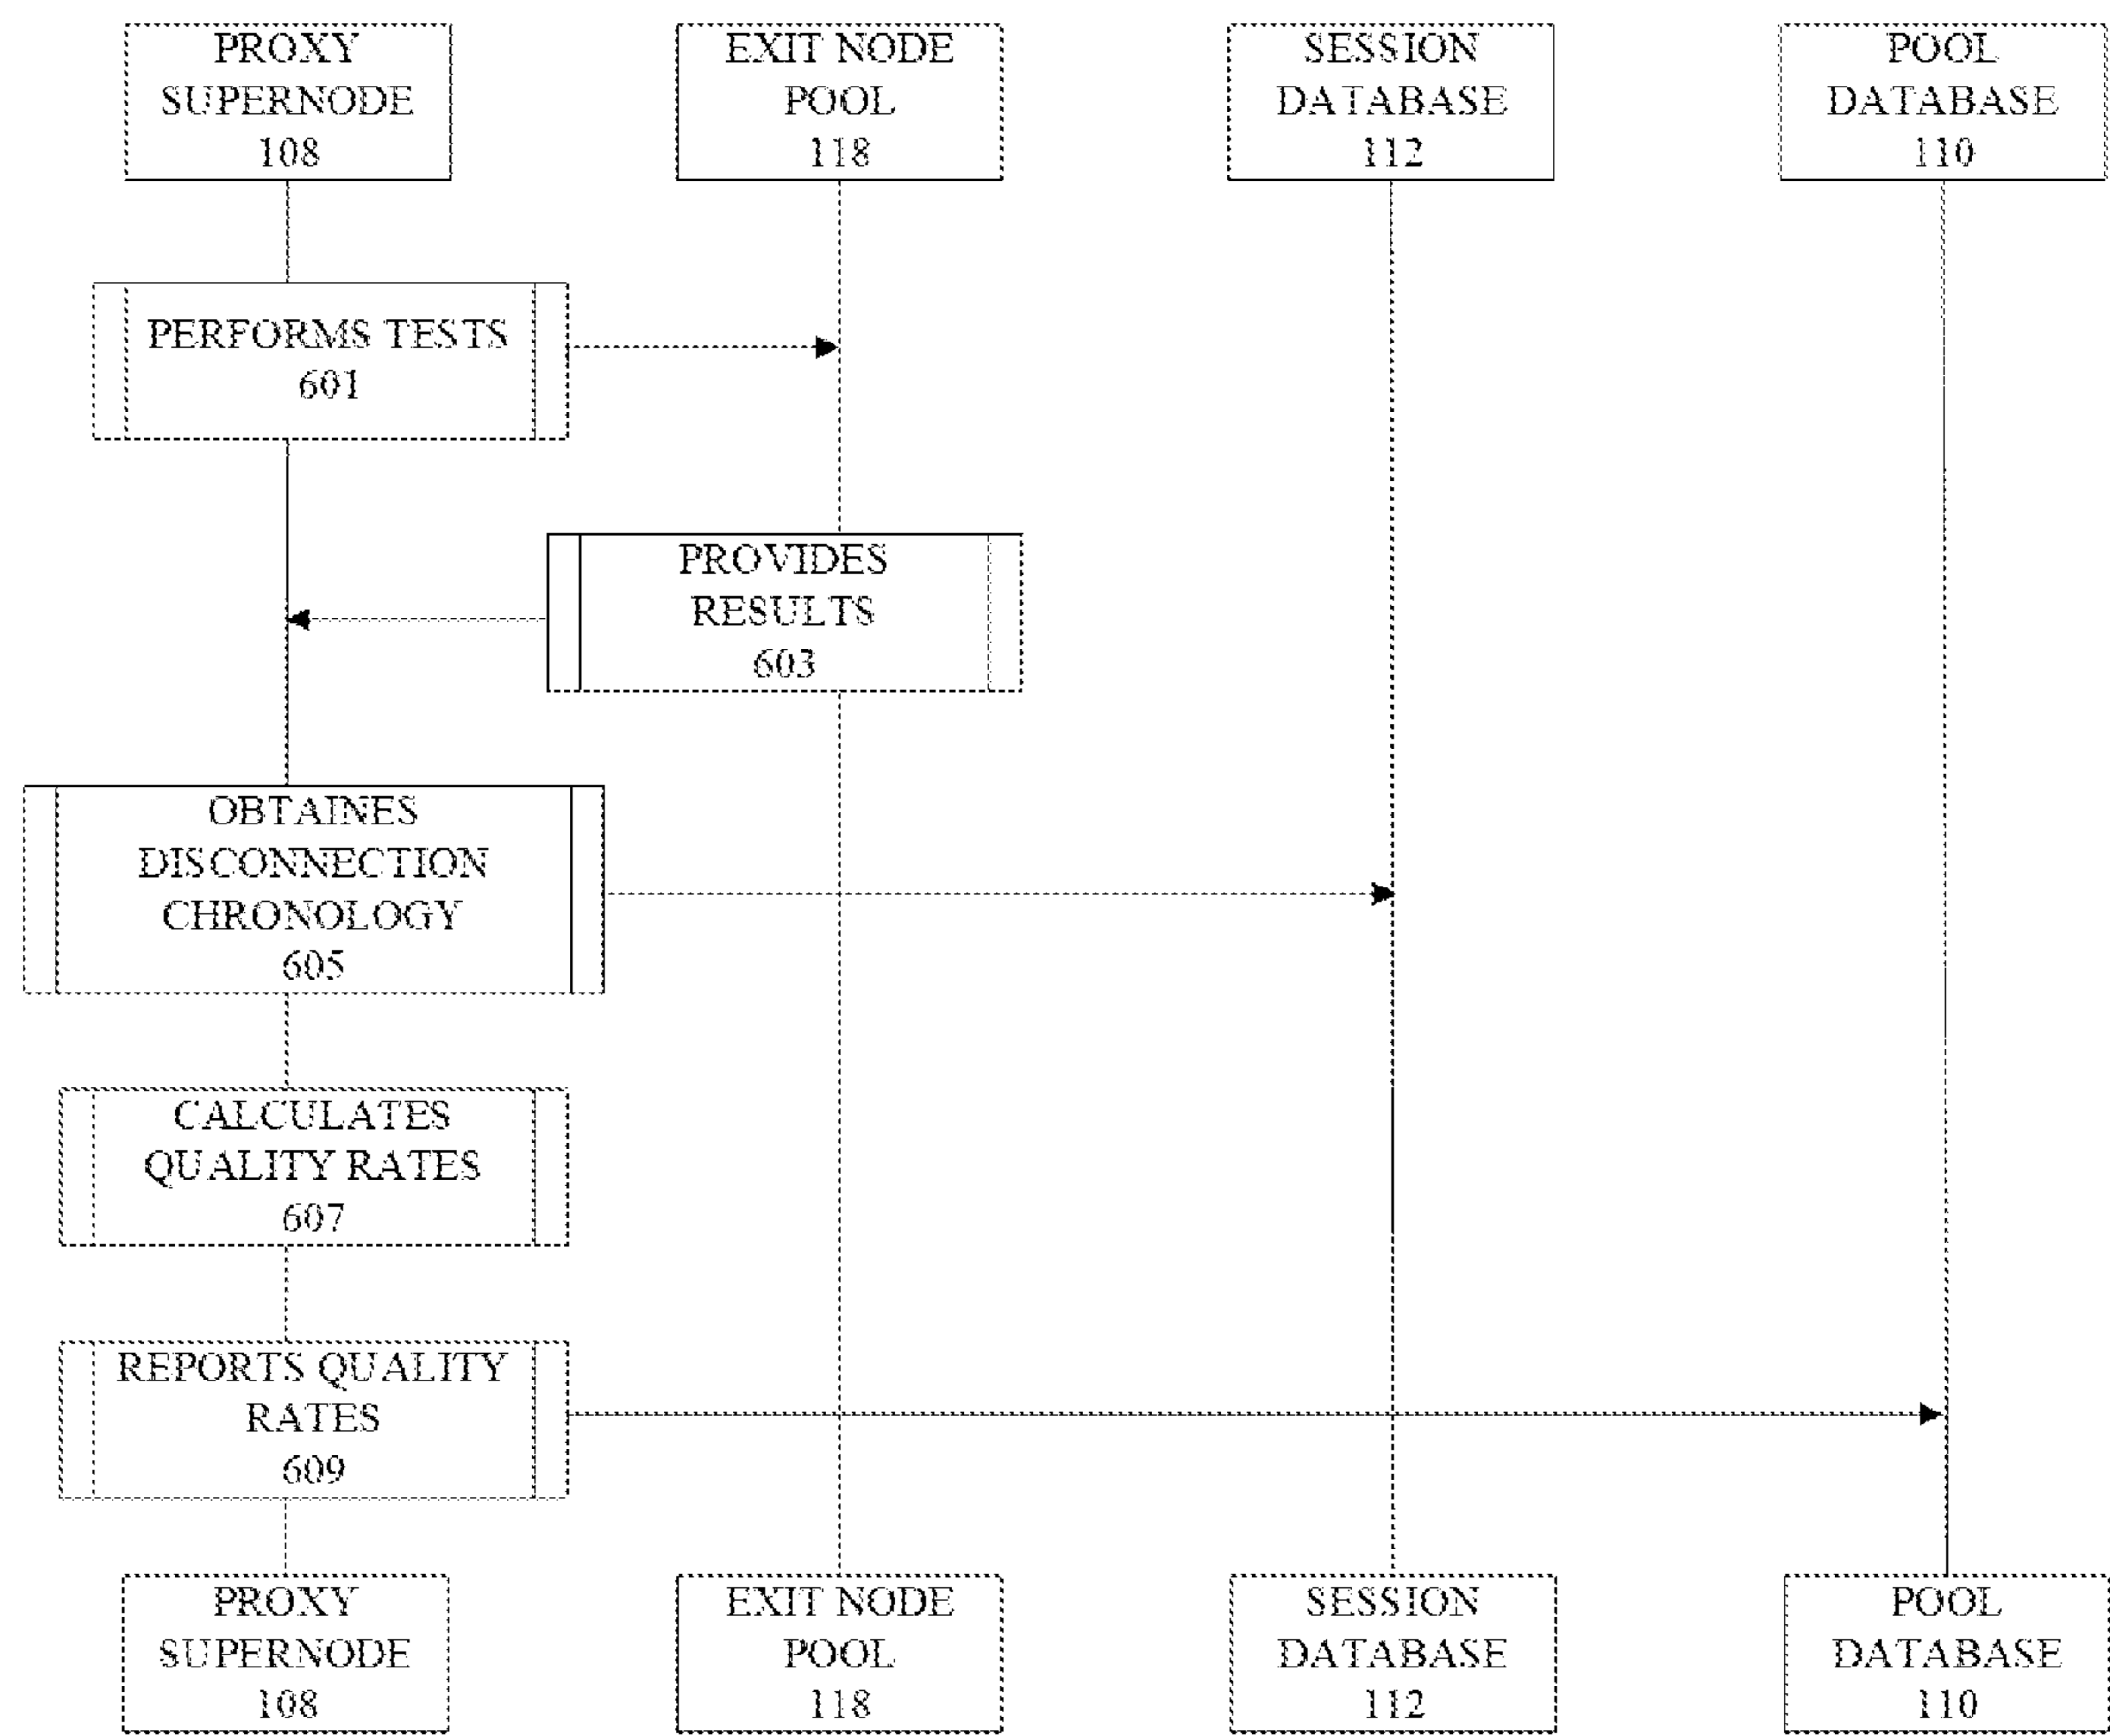 PROXY
SUPERNODE
108
EXIT NODE
POOL
118
SESSION
DATABASE
112
POOL
DATABASE
110
PERFORMS TESTS
601
PROVIDES
RESULTS
603
OBTAINES
DISCONNECTION
CHRONOLOGY
605
CALCULATES
QUALITY RATES
607
REPORTS QUALITY
RATES
609
PROXY
SUPERNODE
108
EXIT NODE
POOL
118
SESSION
DATABASE
112
POOL
DATABASE
110